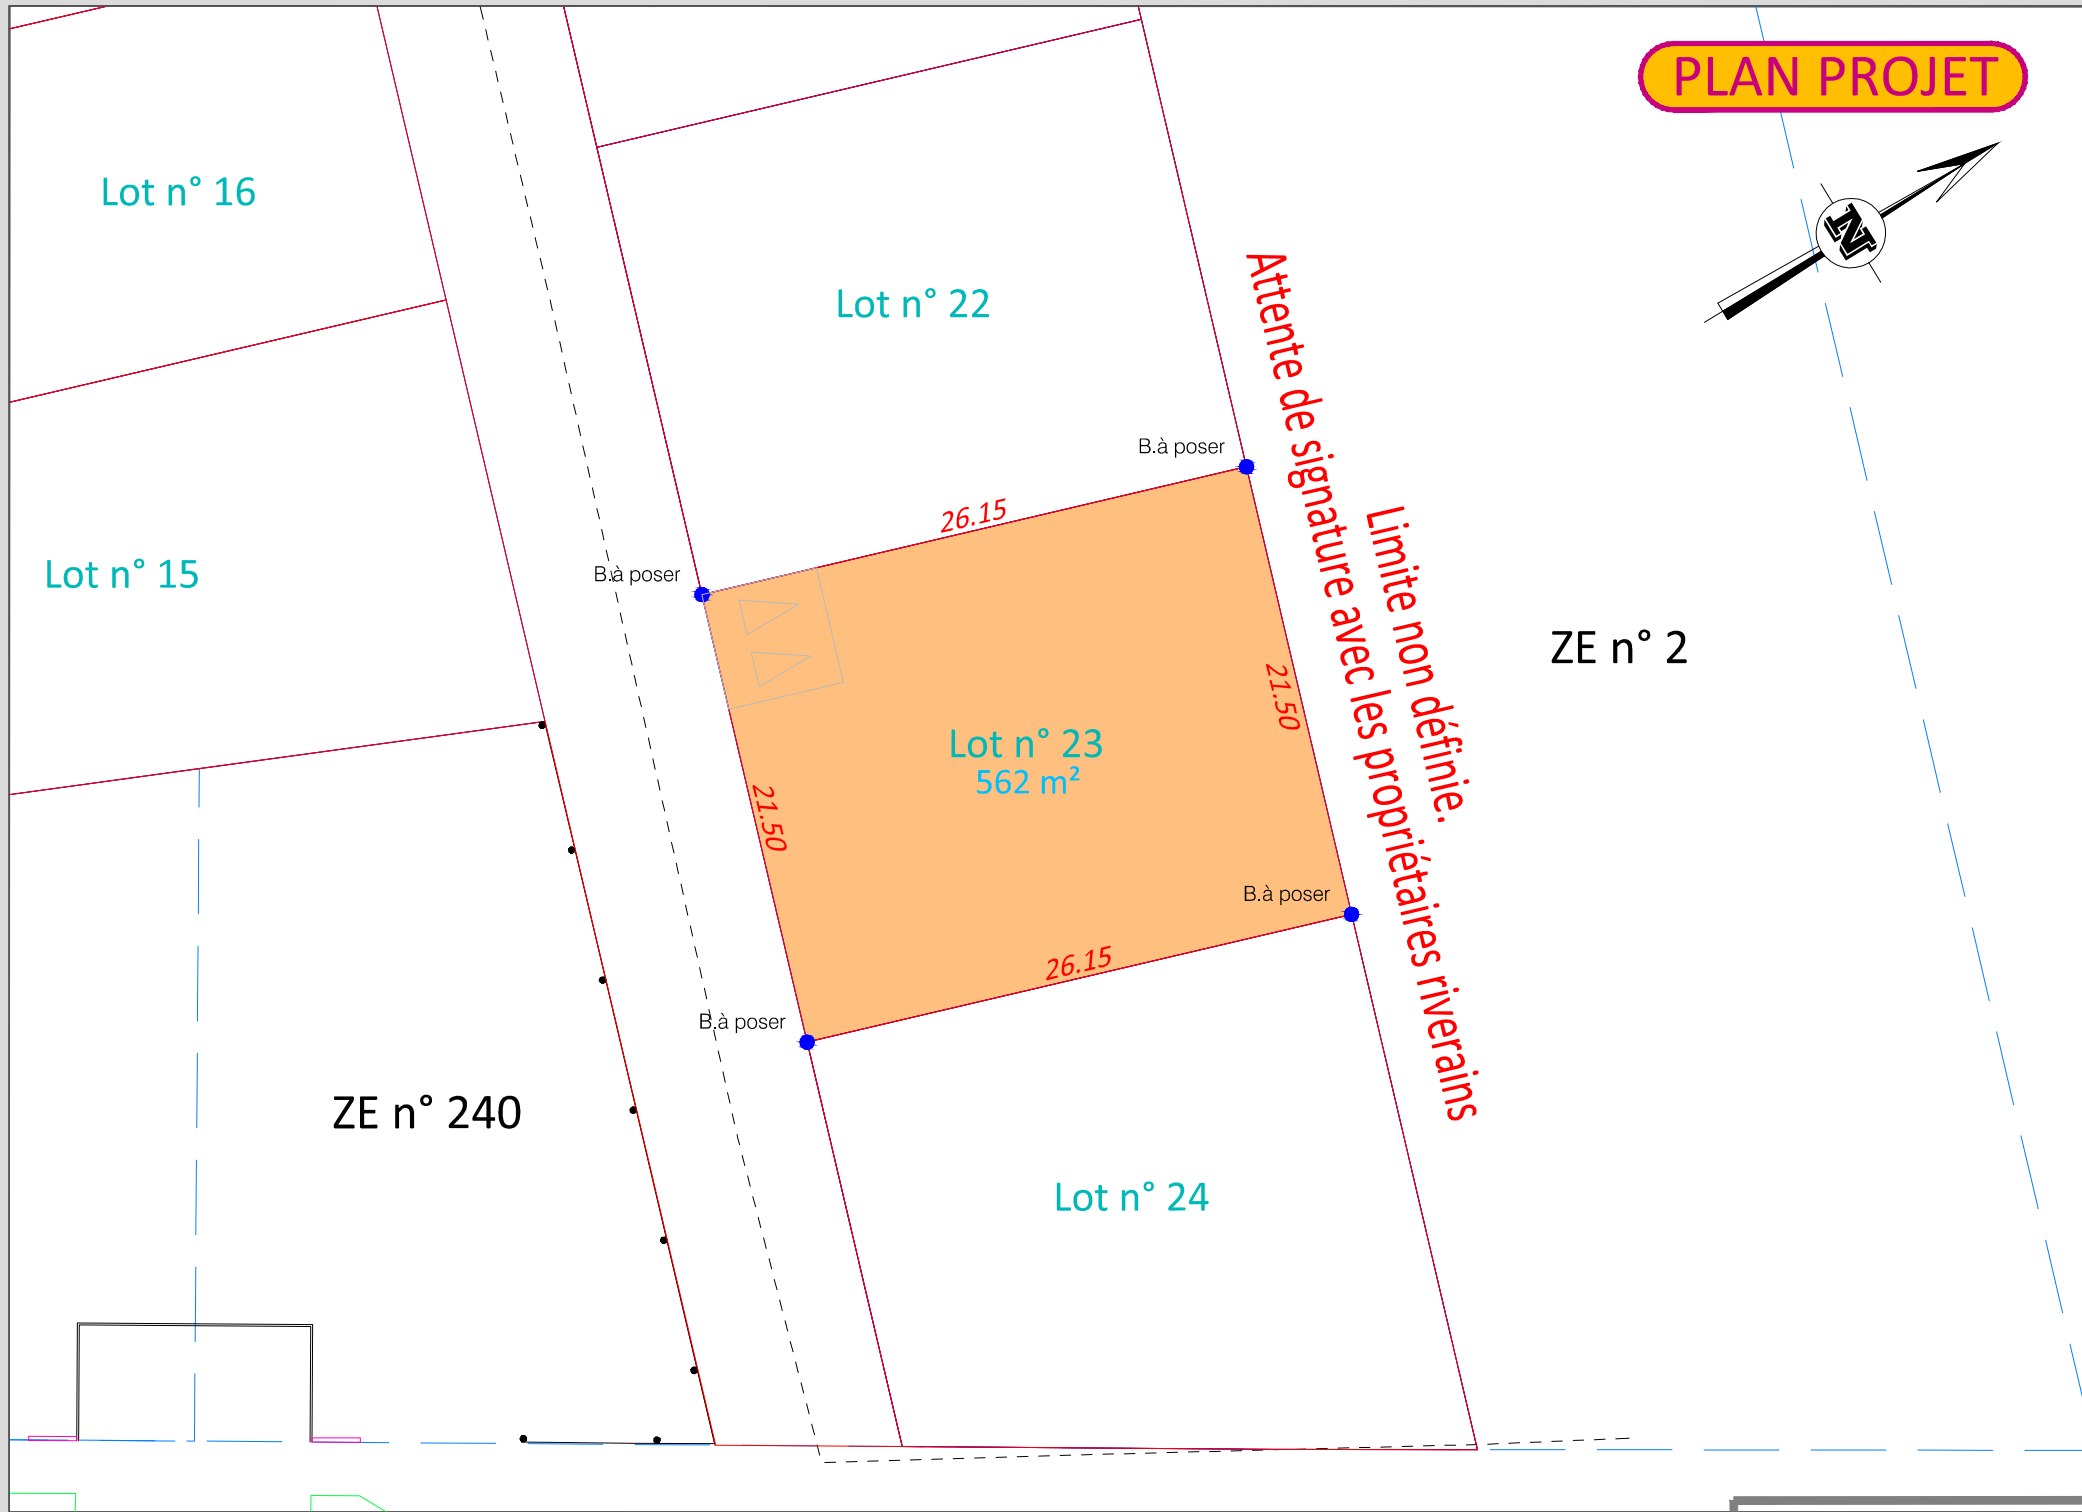 PLAN PROJET
Lot n° 16
N
Lot n° 22
Attente de signature avec les propriétaires riverains
Limite non définie.
B.à poser
26.15
B.à poser
Lot n° 15
ZE n° 2
21.50
Lot n° 23
562 m²
21.50
B.à poser
26.15
B.à poser
ZE n° 240
Lot n° 24